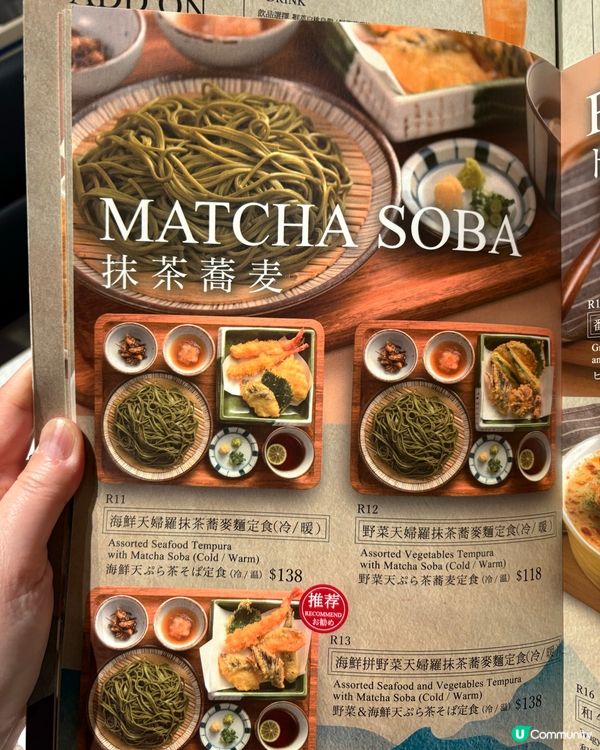 ADD ON
DRINK
MATCHA SOBA
抹茶蕎麦
R11
海鮮天婦羅抹茶蕎麥麵定食(冷/暖)
Assorted Seafood Tempura
with Matcha Soba (Cold / Warm)
海鮮天ぷら茶そば定食(冷/温) $138
R12
野菜天婦羅抹茶蕎麥麵定食(冷/暖)
Assorted Vegetables Tempura
with Matcha Soba (Cold / Warm)
野菜天ぷら茶蕎麦定食(冷/温) $118
推荐
RECOMMEND
お勧め
R13
海鮮拼野菜天婦羅抹茶蕎麥麵定食(冷/暖)
Assorted Seafood and Vegetables Tempura
with Matcha Soba (Cold / Warm)
野菜&海鮮天ぷら茶そば定食(冷/温) $138
R16
U Community